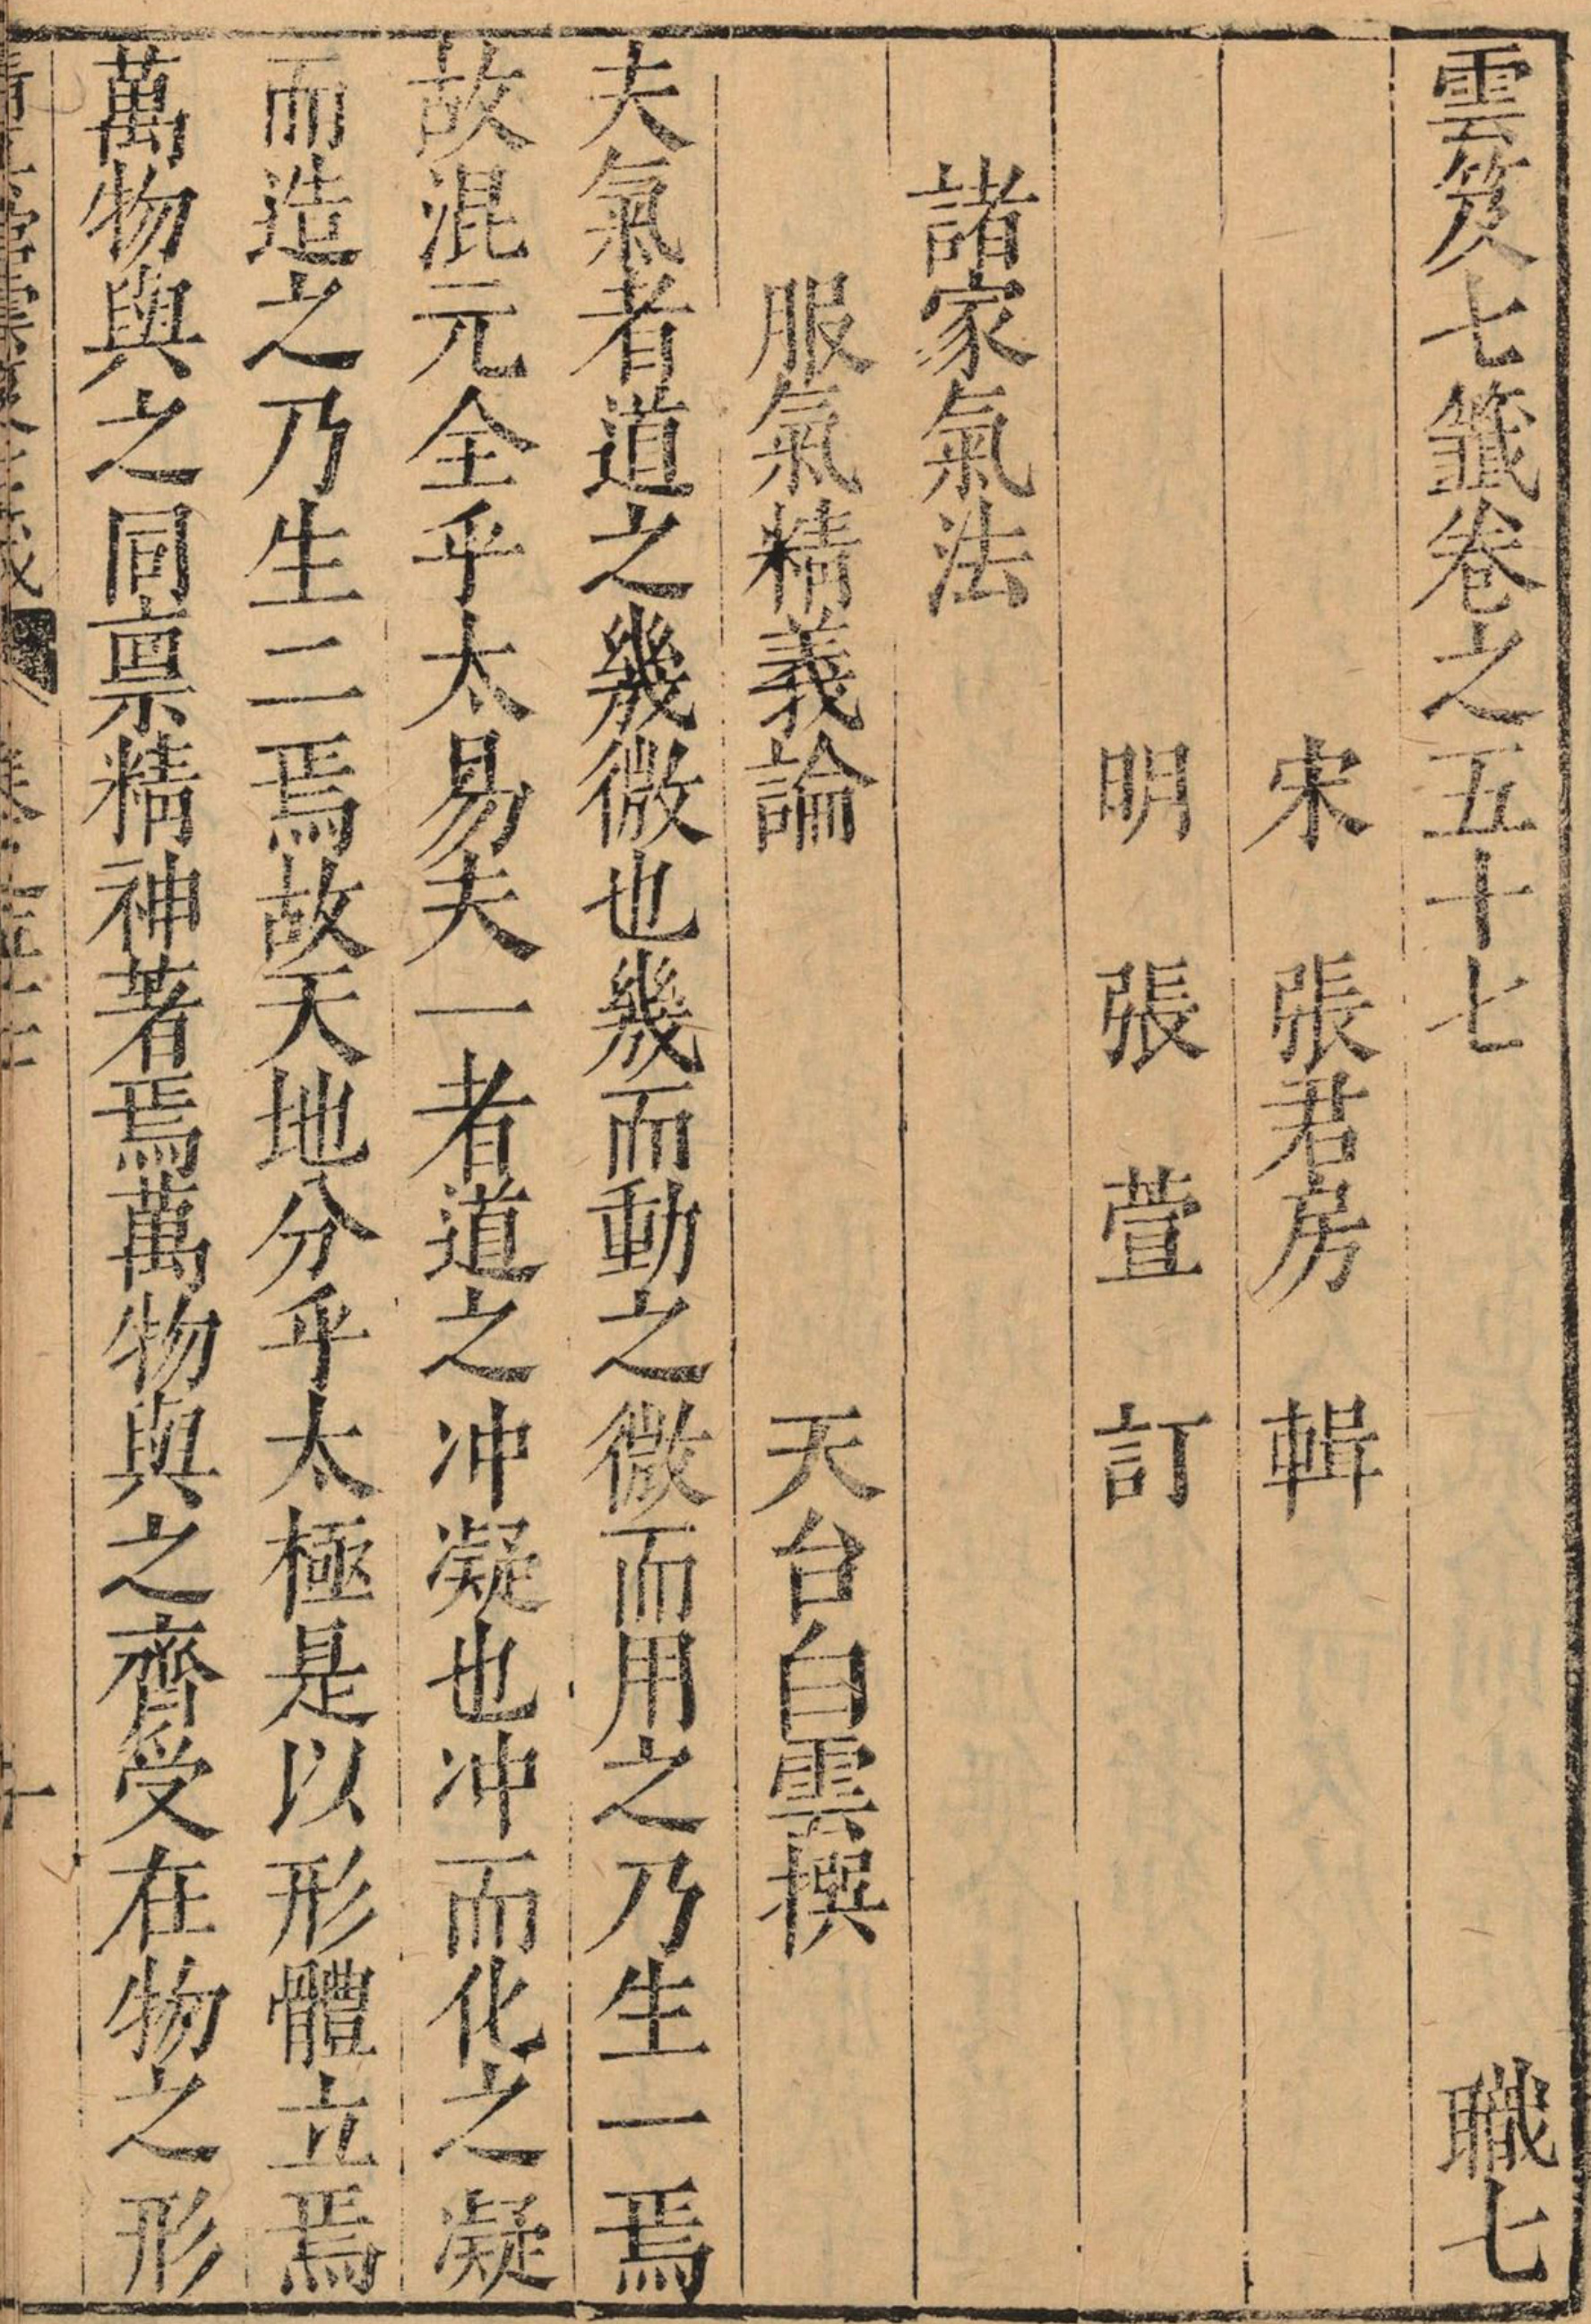 雲笈七籤卷之五十七 職七
宋 張君房 輯
明 張萱 訂
諸家氣法
服氣精義論 天台白雲撰
夫氣者道之幾微也幾而動之微而用之乃生一焉
故混元全乎太易夫一者道之冲凝也冲而化之凝
而造之乃生二焉故天地分乎太極是以形體立焉
萬物與之同禀精神著焉萬物與之齊受在物之形